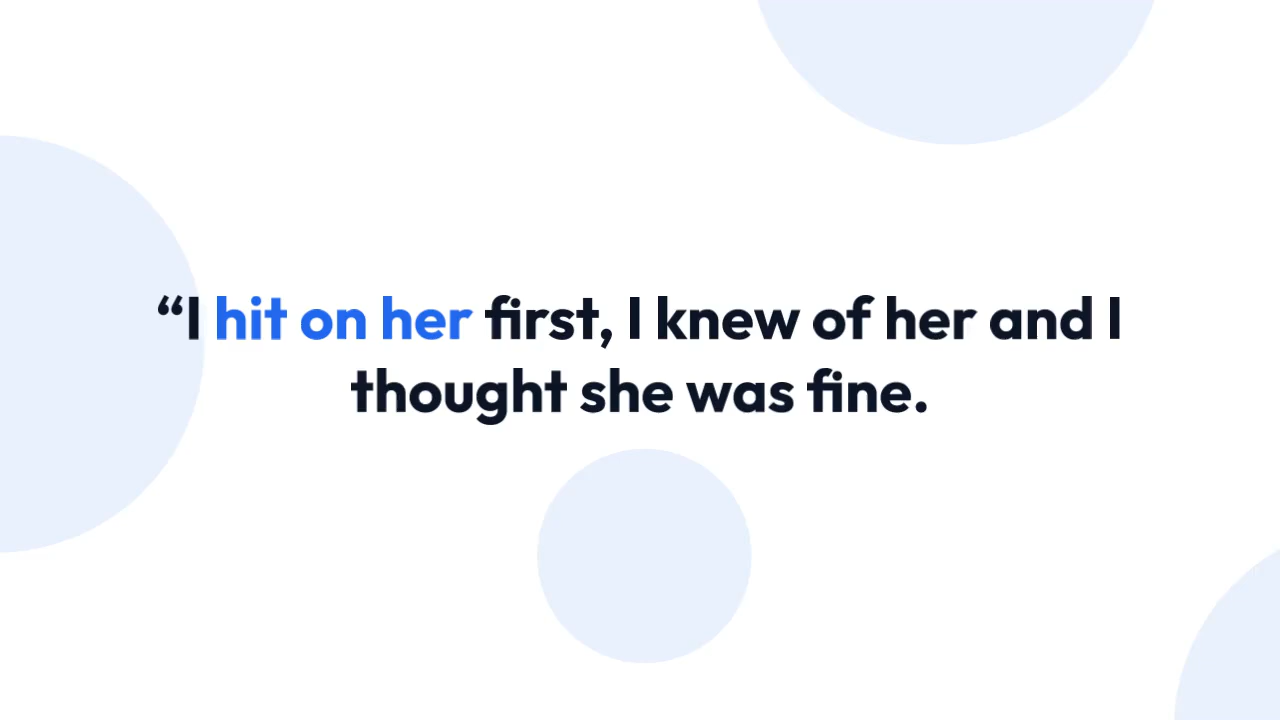 “I hit on her first, I knew of her and I
thought she was fine.